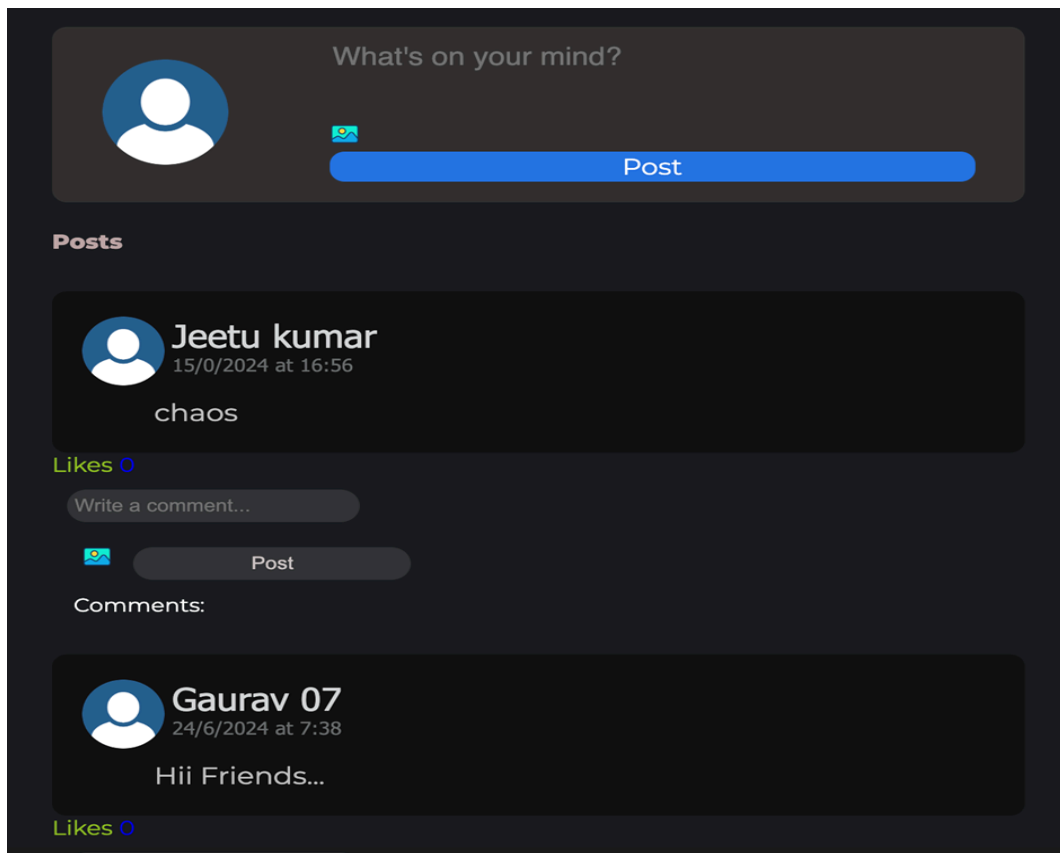 What's on your mind?
Post
Posts
Jeetu kumar
15/0/2024 at 16:56
chaos
Likes 0
Write a comment...
Post
Comments:
Gaurav 07
24/6/2024 at 7:38
Hii Friends...
Likes 0